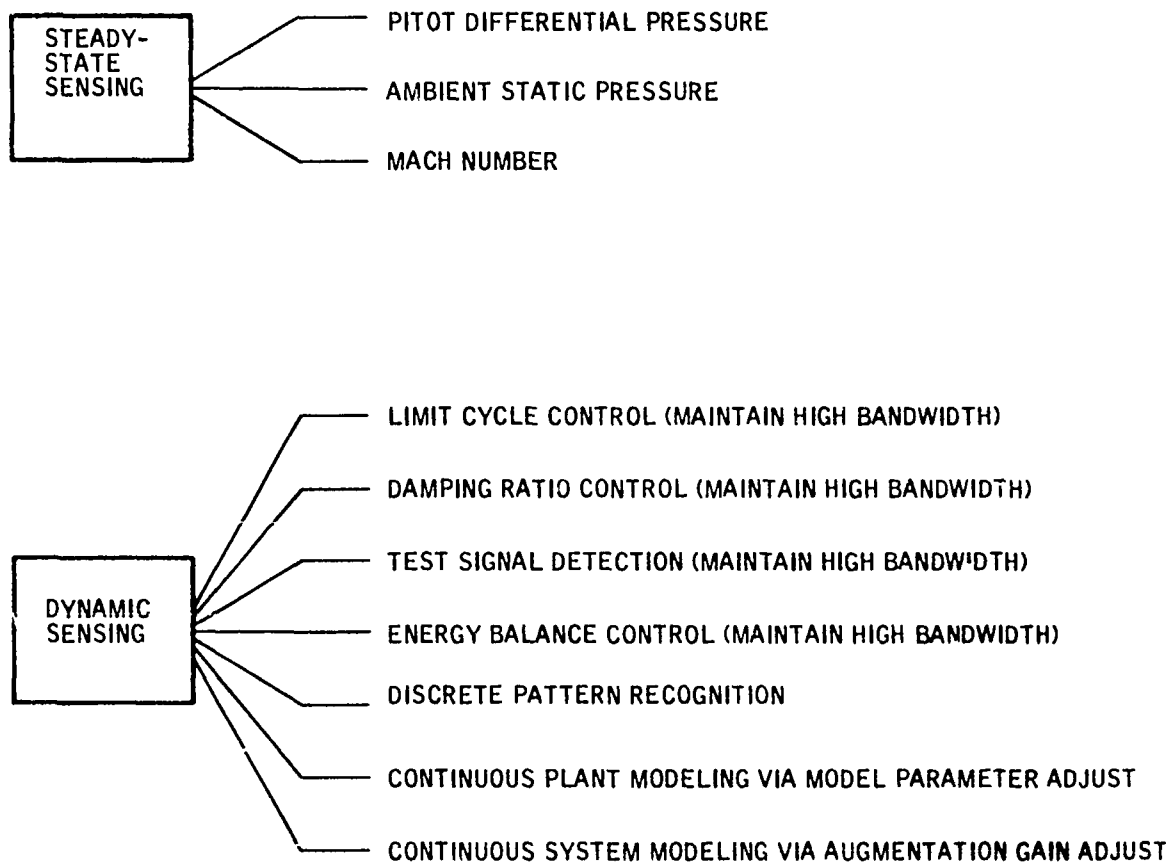 STEADY-
STATE
SENSING
PITOT DIFFERENTIAL PRESSURE
AMBIENT STATIC PRESSURE
MACH NUMBER
DYNAMIC
SENSING
LIMIT CYCLE CONTROL (MAINTAIN HIGH BANDWIDTH)
DAMPING RATIO CONTROL (MAINTAIN HIGH BANDWIDTH)
TEST SIGNAL DETECTION (MAINTAIN HIGH BANDWIDTH)
ENERGY BALANCE CONTROL (MAINTAIN HIGH BANDWIDTH)
DISCRETE PATTERN RECOGNITION
CONTINUOUS PLANT MODELING VIA MODEL PARAMETER ADJUST
CONTINUOUS SYSTEM MODELING VIA AUGMENTATION GAIN ADJUST